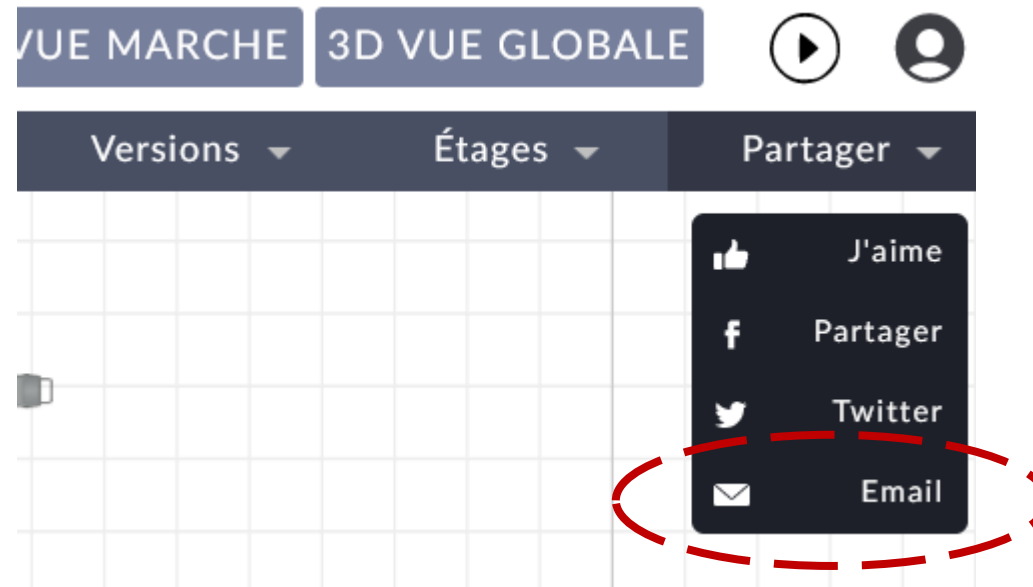 VUE MARCHE 3D VUE GLOBALE
Versions Étages Partager
J'aime
Partager
Twitter
Email